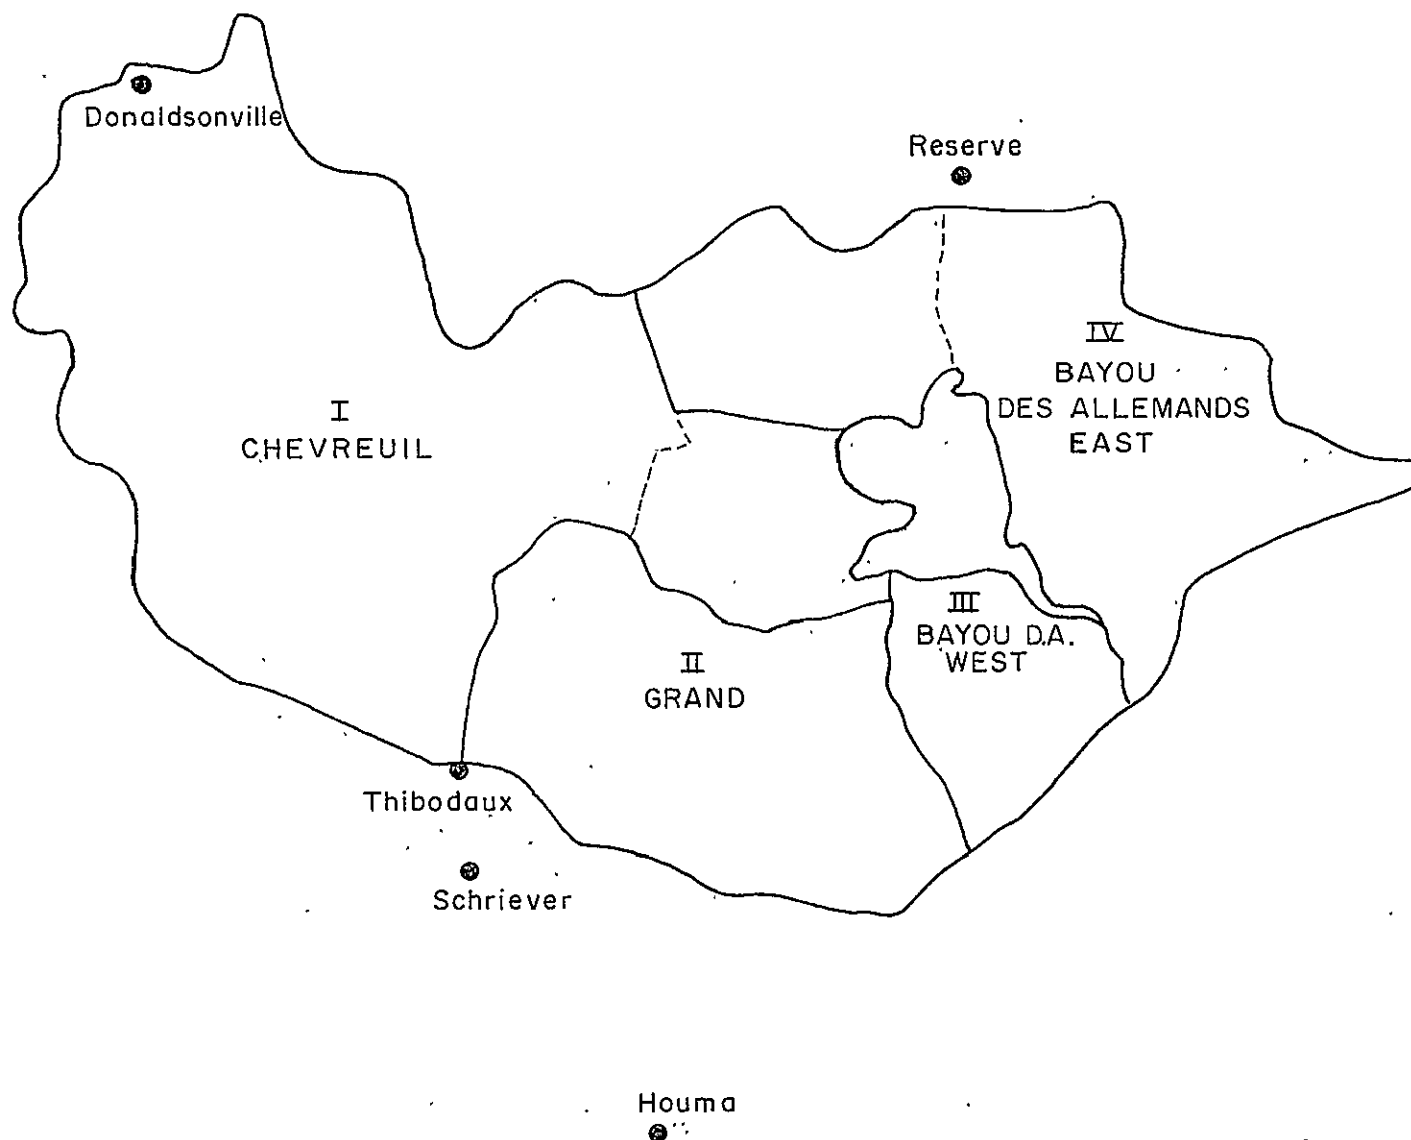 Donaldsonville
Reserve
IV
BAYOU
DES ALLEMANDS
EAST
I
CHEVREUIL
III
BAYOU D.A.
WEST
II
GRAND
Thibodaux
Schriever
Houma